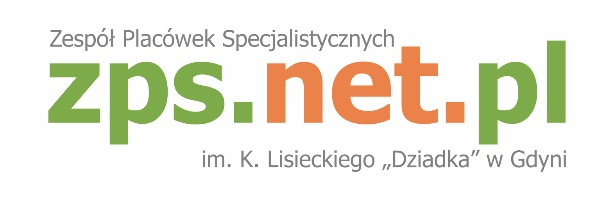 Zespół Placówek Specjalistycznych
zps.net.pl
im. K. Lisieckiego „Dziadka” w Gdyni